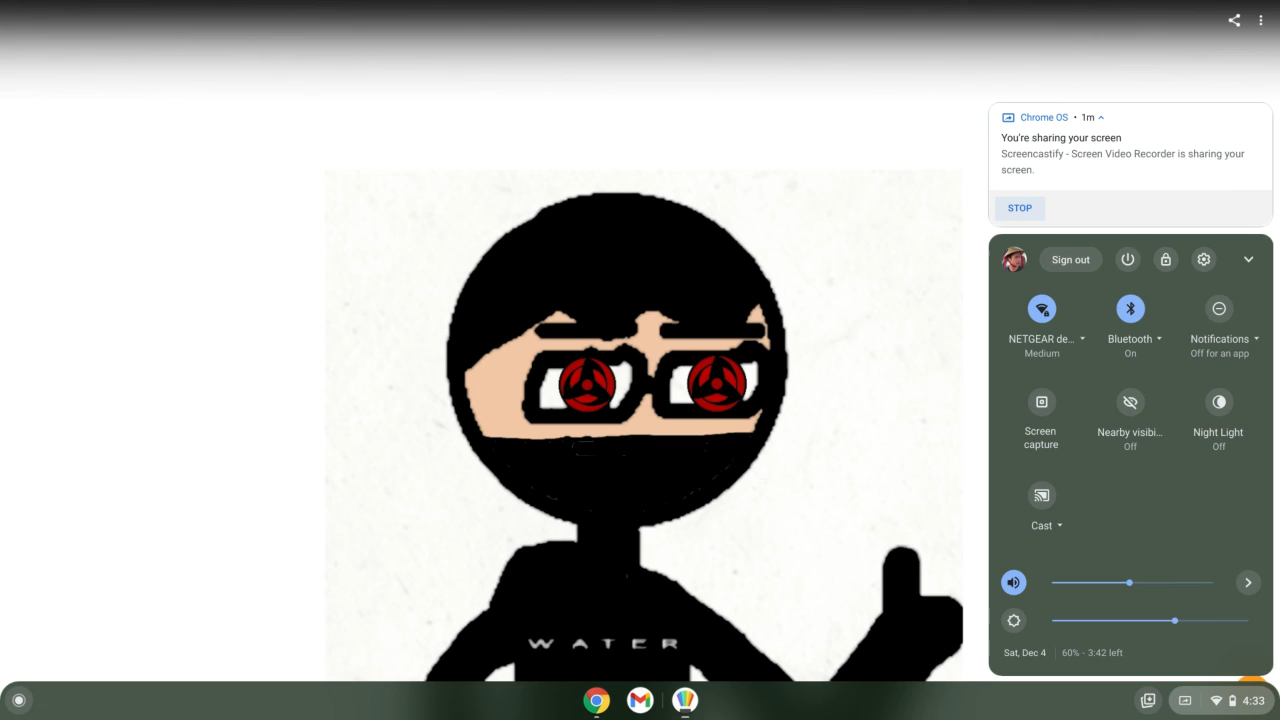 Chrome OS • 1m
You're sharing your screen
Screencastify - Screen Video Recorder is sharing your
screen.
STOP
Sign out
NETGEAR de... Bluetooth Notifications
Medium On Off for an app
Screen
capture
Nearby visibi... Night Light
Off Off
Cast
Sat, Dec 4 60% - 3:42 left
WATER
4:33